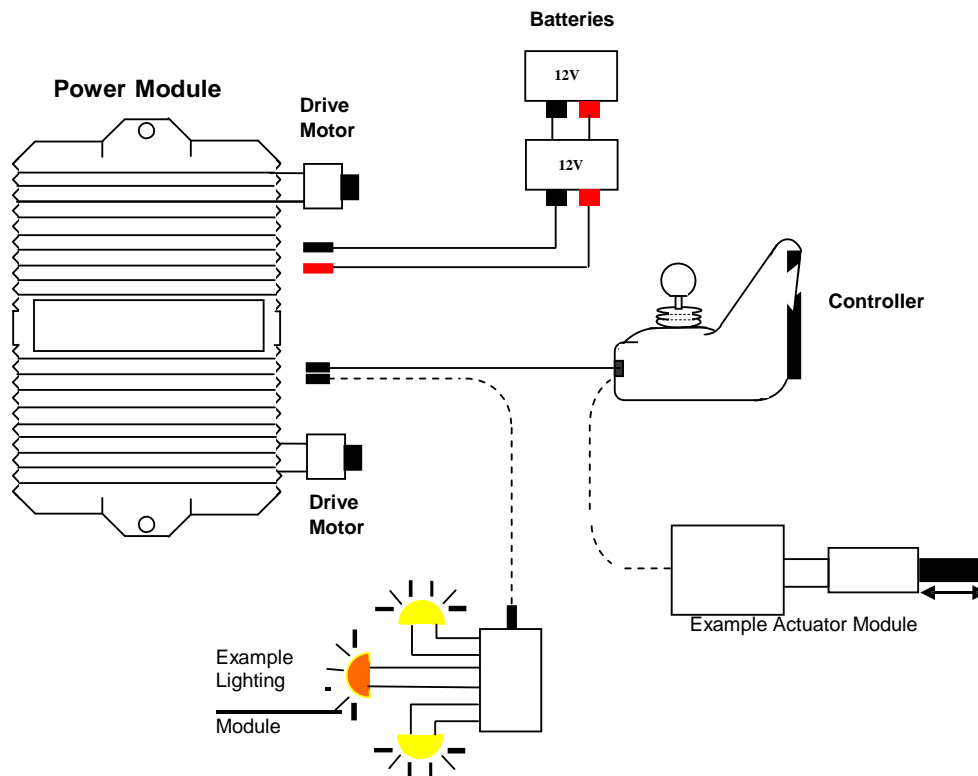 Batteries
12V
Power Module
Drive
Motor
12V
Controller
Drive
Motor
Example Actuator Module
Example
Lighting
Module